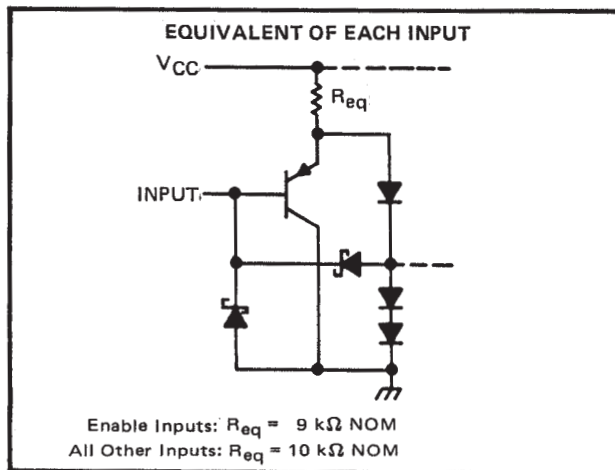 EQUIVALENT OF EACH INPUT
VCC
Req
INPUT
Enable Inputs: Req = 9 kΩ NOM
All Other Inputs: Req = 10 kΩ NOM